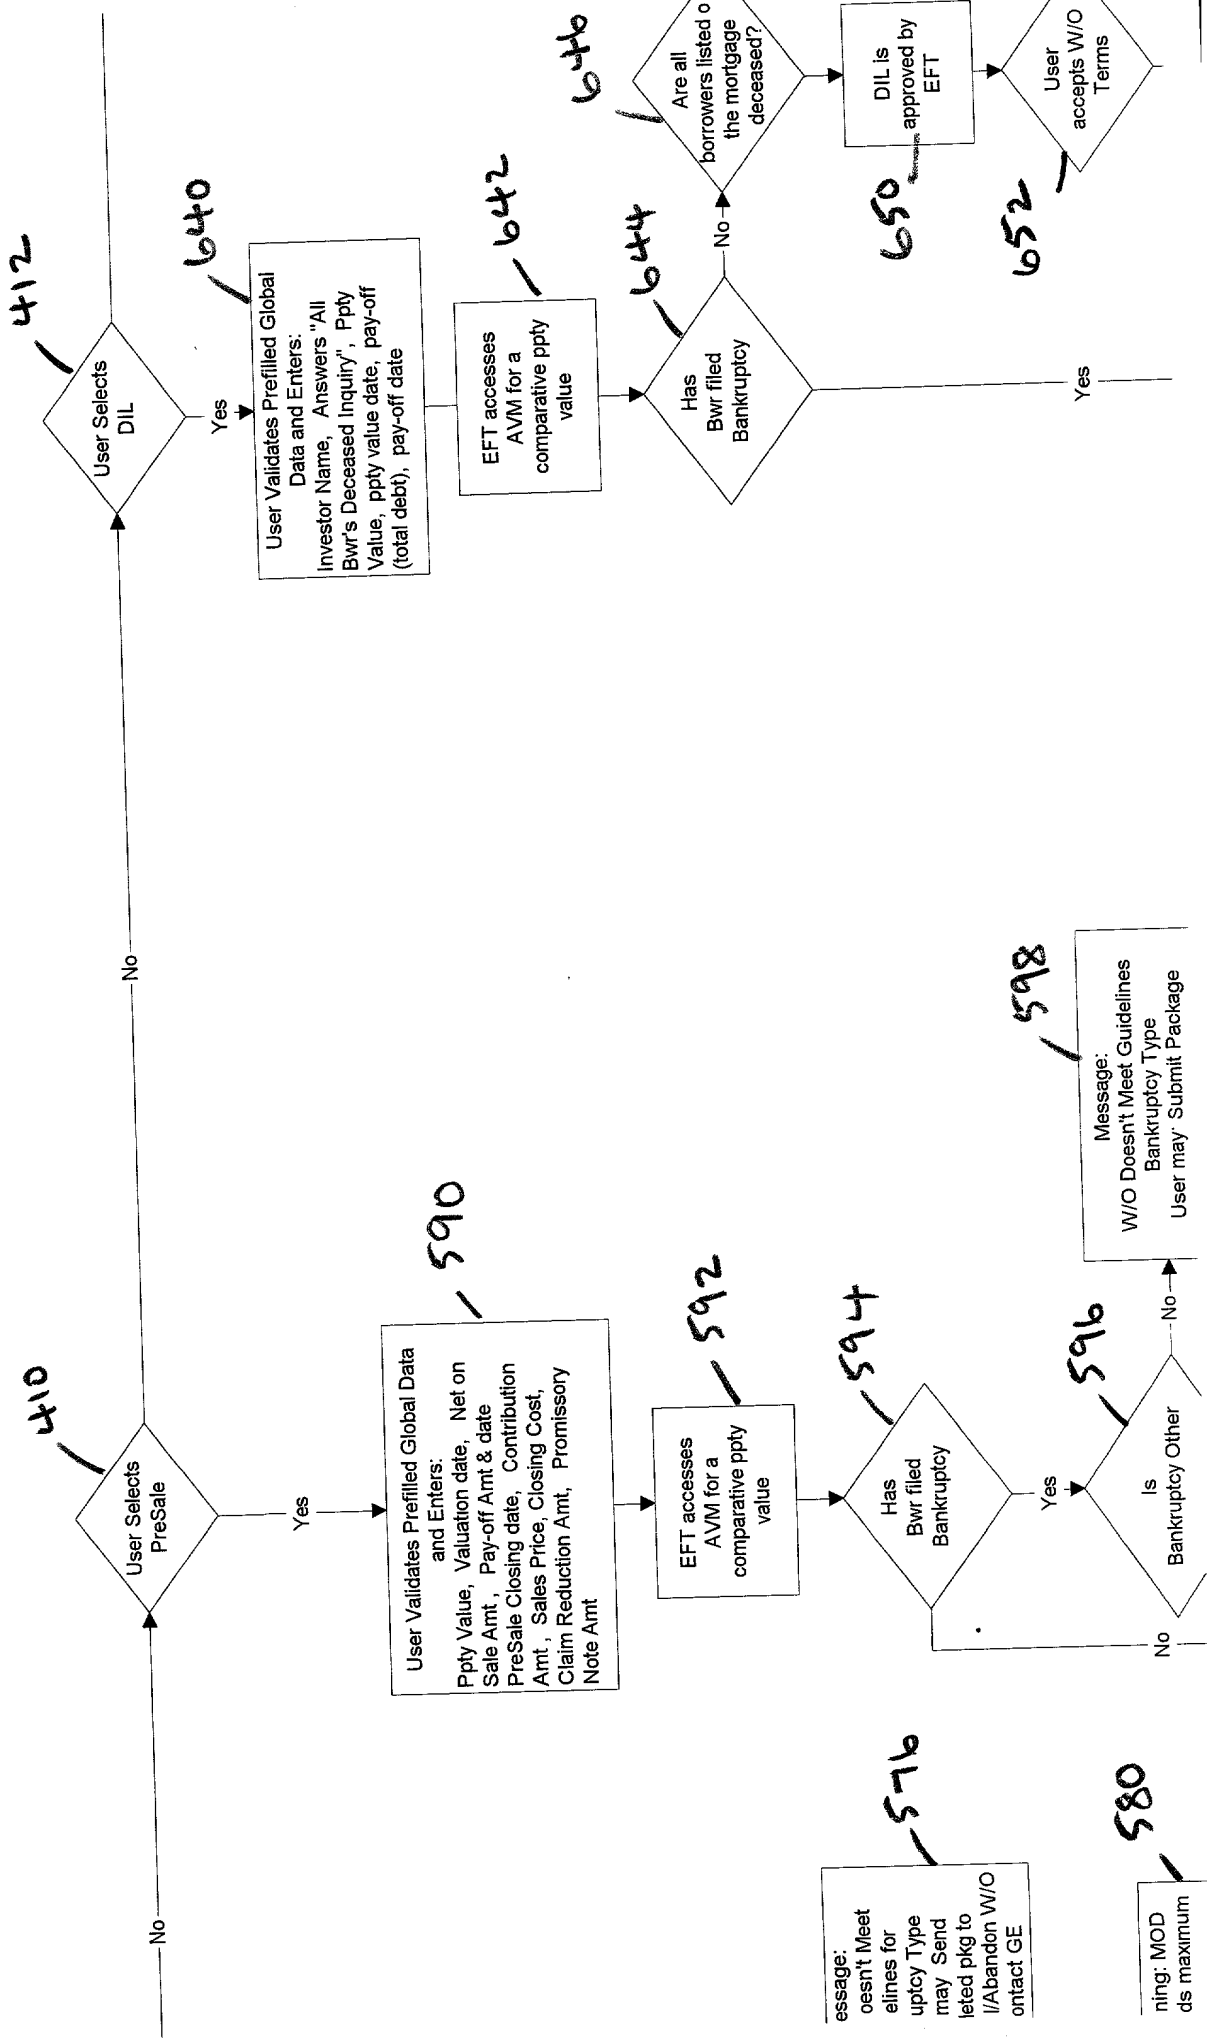 No
410
User Selects
PreSale
No
412
User Selects
DIL
Yes
590
User Validates Prefilled Global Data
and Enters:
Ppty Value, Valuation date, Net on
Sale Amt, Pay-off Amt & date
PreSale Closing date, Contribution
Amt, Sales Price, Closing Cost,
Claim Reduction Amt, Promissory
Note Amt
592
EFT accesses
AVM for a
comparative ppty
value
594
Has
Bwr filed
Bankruptcy
Yes
No
596
Is
Bankruptcy Other
No
598
Message:
W/O Doesn't Meet Guidelines
Bankruptcy Type
User may Submit Package
576
essage:
oesn't Meet
elines for
uptcy Type
may Send
leted pkg to
l/Abandon W/O
ontact GE
580
ning: MOD
ds maximum
Yes
640
User Validates Prefilled Global
Data and Enters:
Investor Name, Answers "All
Bwr's Deceased Inquiry", Ppty
Value, ppty value date, pay-off
(total debt), pay-off date
642
EFT accesses
AVM for a
comparative ppty
value
644
Has
Bwr filed
Bankruptcy
No
Yes
646
Are all
borrowers listed o
the mortgage
deceased?
650
DIL is
approved by
EFT
652
User
accepts W/O
Terms